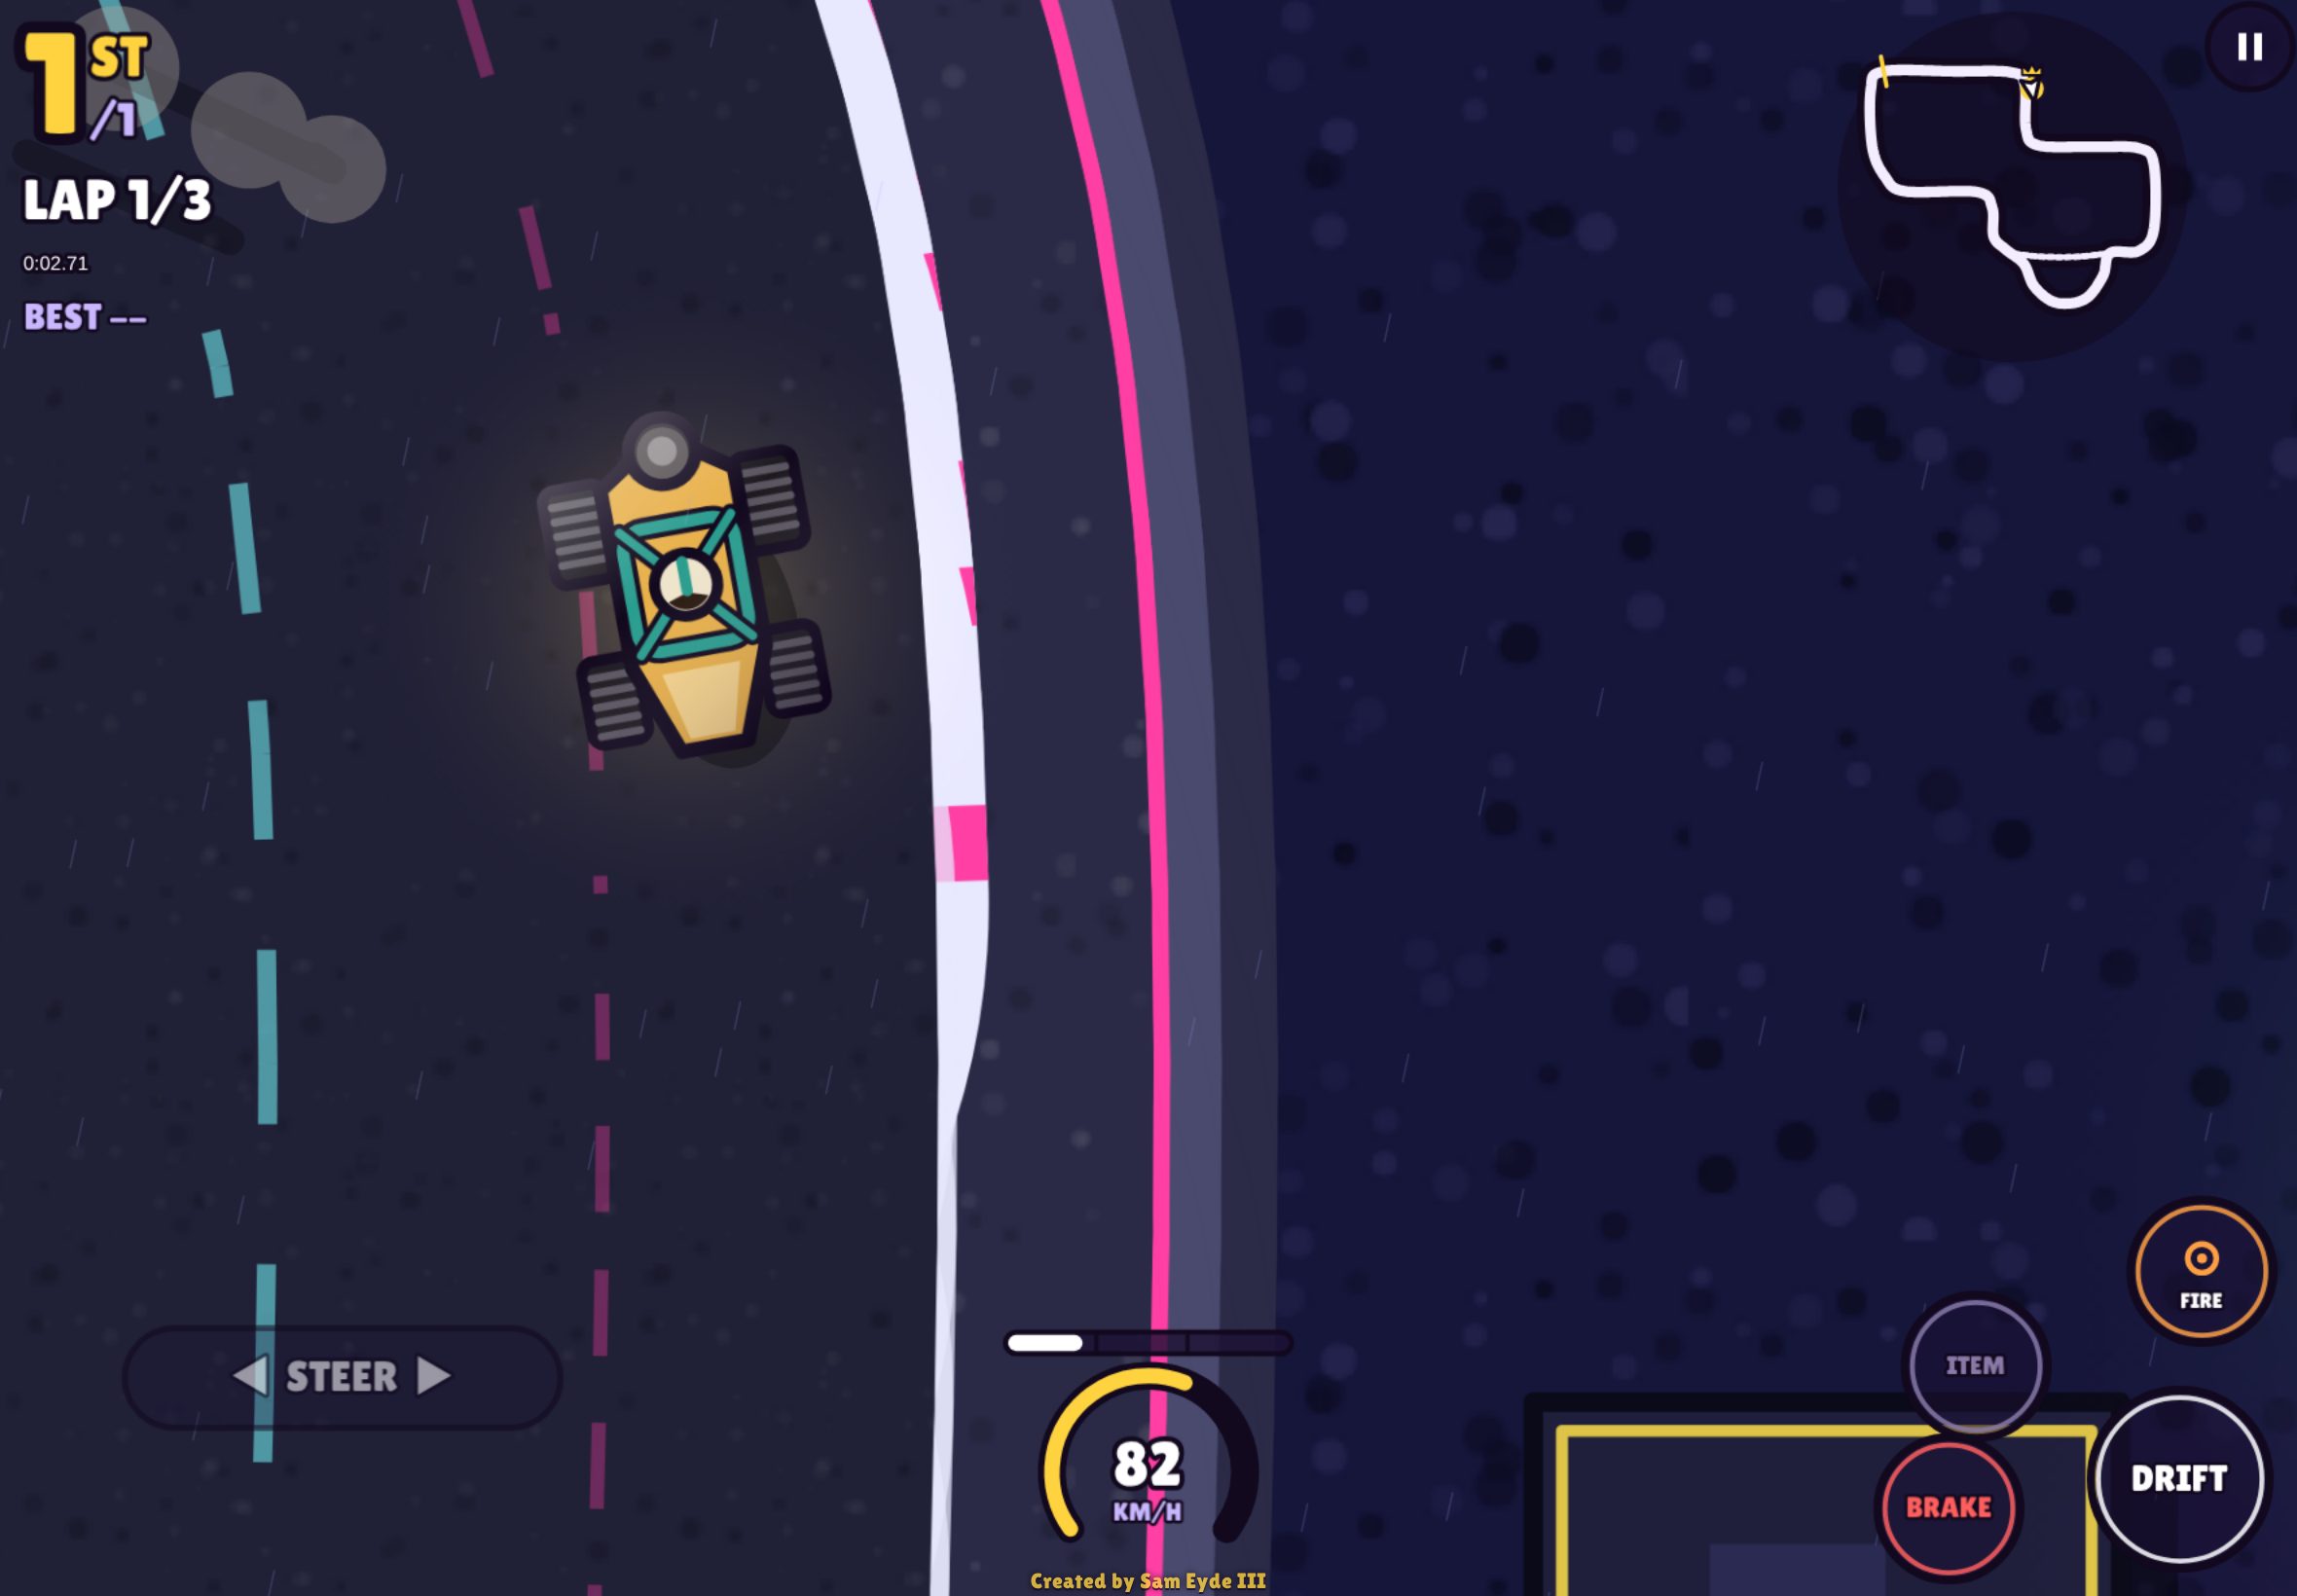 1ST
/1
LAP 1/3
0:02.71
BEST --
FIRE
ITEM
STEER
82
KM/H
DRIFT
BRAKE
Created by Sam Eyde III